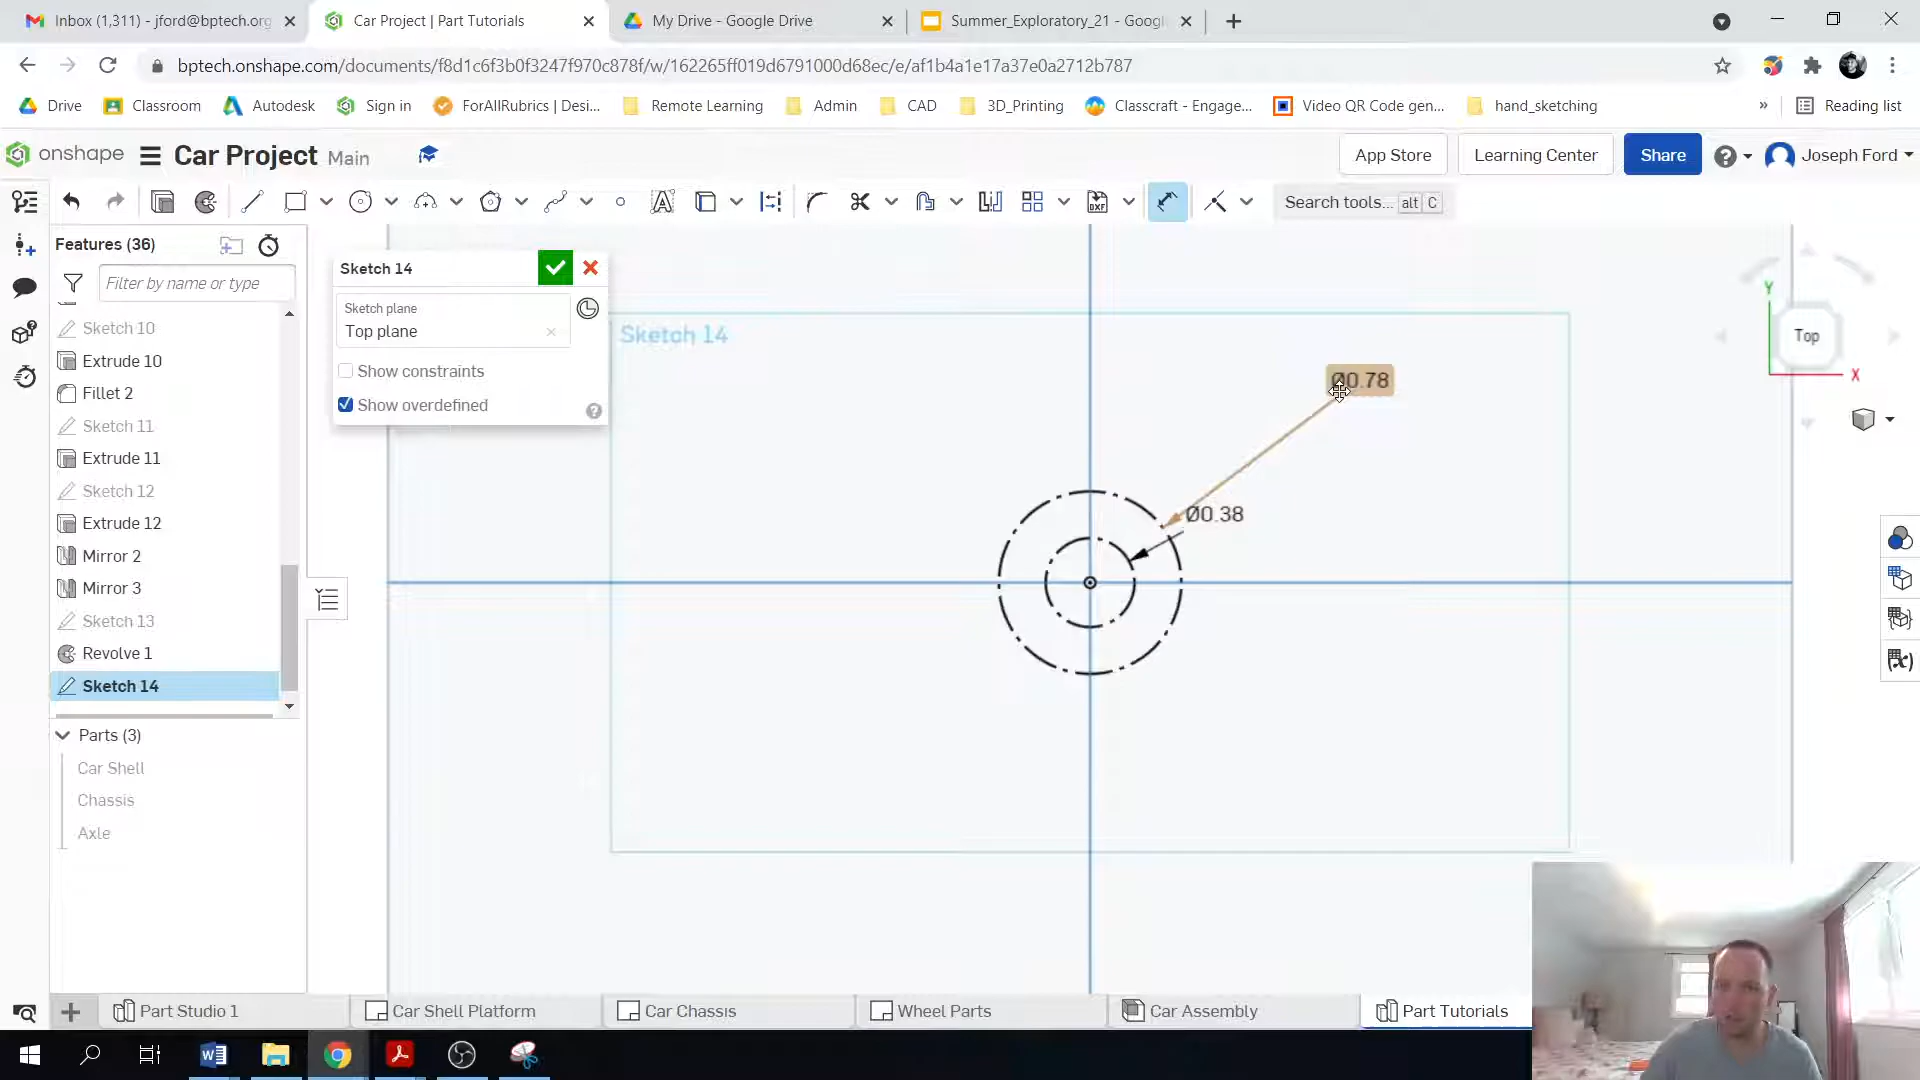 Inbox (1,311) - jford@bptech.org
Car Project | Part Tutorials
My Drive - Google Drive
Summer_Exploratory_21 - Googl
bptech.onshape.com/documents/f8d1c6f3b0f3247f970c878f/w/162265ff019d6791000d68ec/e/af1b4a1e17a37e0a2712b787
Drive
Classroom
Autodesk
Sign in
ForAllRubrics | Desi...
Remote Learning
Admin
CAD
3D_Printing
Classcraft - Engage...
Video QR Code gen...
hand_sketching
»
Reading list
onshape
Car Project Main
App Store
Learning Center
Share
Joseph Ford
Search tools... alt C
Features (36)
Filter by name or type
Sketch 10
Extrude 10
Fillet 2
Sketch 11
Extrude 11
Sketch 12
Extrude 12
Mirror 2
Mirror 3
Sketch 13
Revolve 1
Sketch 14
Parts (3)
Car Shell
Chassis
Axle
Sketch 14
Sketch plane
Top plane
Show constraints
Show overdefined
Sketch 14
Ø0.78
Ø0.38
Y
Top
X
Part Studio 1
Car Shell Platform
Car Chassis
Wheel Parts
Car Assembly
Part Tutorials